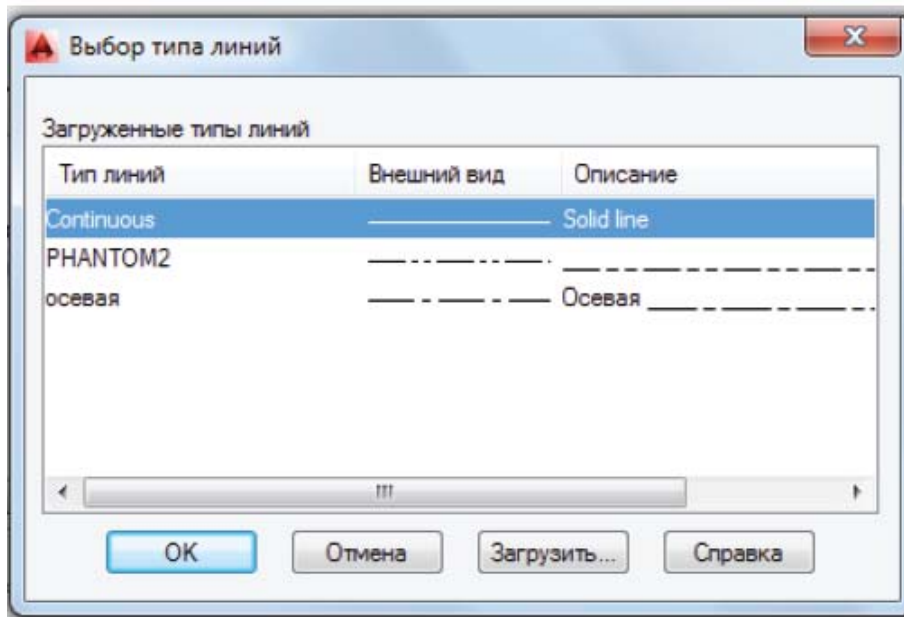 Выбор типа линий
Загруженные типы линий
Тип линий Внешний вид Описание
Continuous Solid line
PHANTOM2
осевая Осевая
OK Отмена Загрузить... Справка